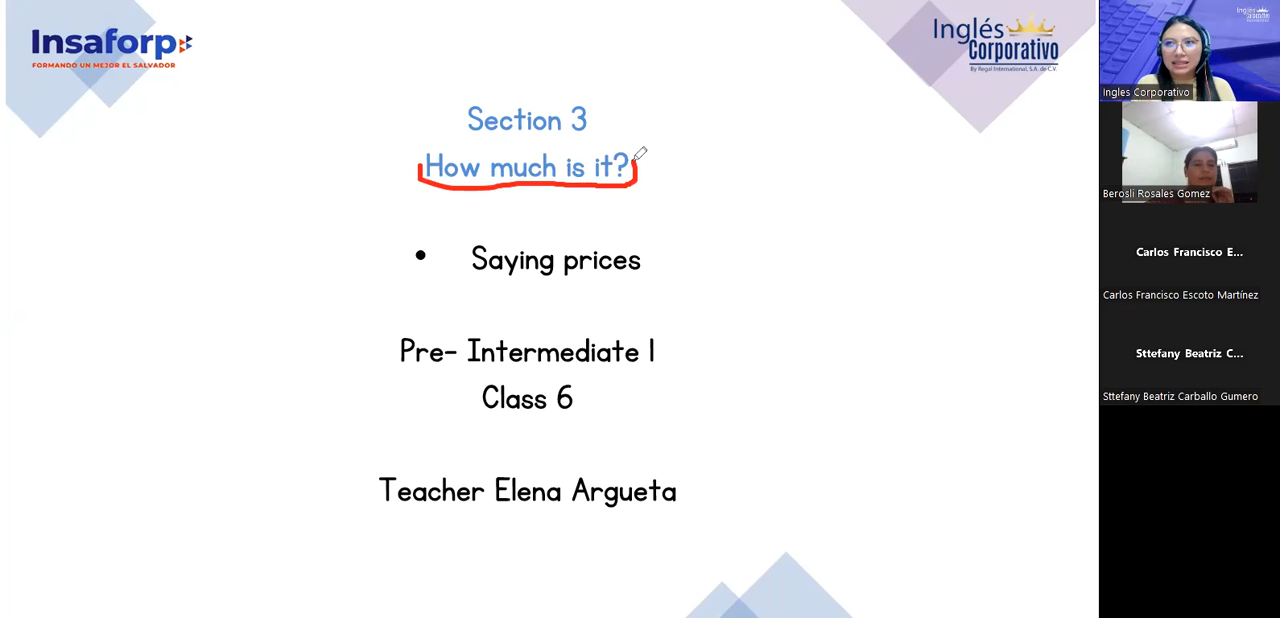 Insaforp
FORMANDO UN MEJOR EL SALVADOR
Inglés
Corporativo
By Regal International, S.A. de C.V.
Section 3
How much is it?
• Saying prices
Pre- Intermediate I
Class 6
Teacher Elena Argueta
Inglés
Ingles Corporativo
Berosli Rosales Gomez
Carlos Francisco E...
Carlos Francisco Escoto Martínez
Sttefany Beatriz C...
Sttefany Beatriz Carballo Gumero